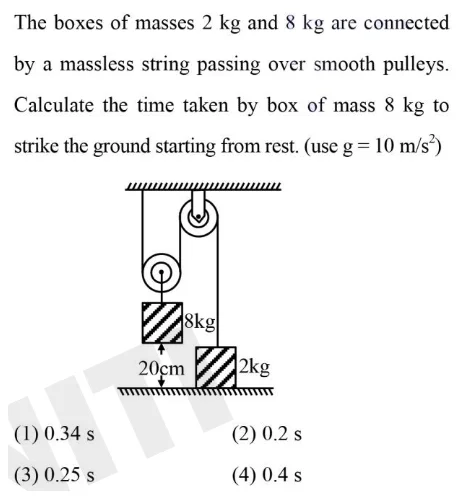 The boxes of masses 2 kg and 8 kg are connected
by a massless string passing over smooth pulleys.
Calculate the time taken by box of mass 8 kg to
strike the ground starting from rest. (use g = 10 m/s²)
8kg
20cm
2kg
(1) 0.34 s
(2) 0.2 s
(3) 0.25 s
(4) 0.4 s